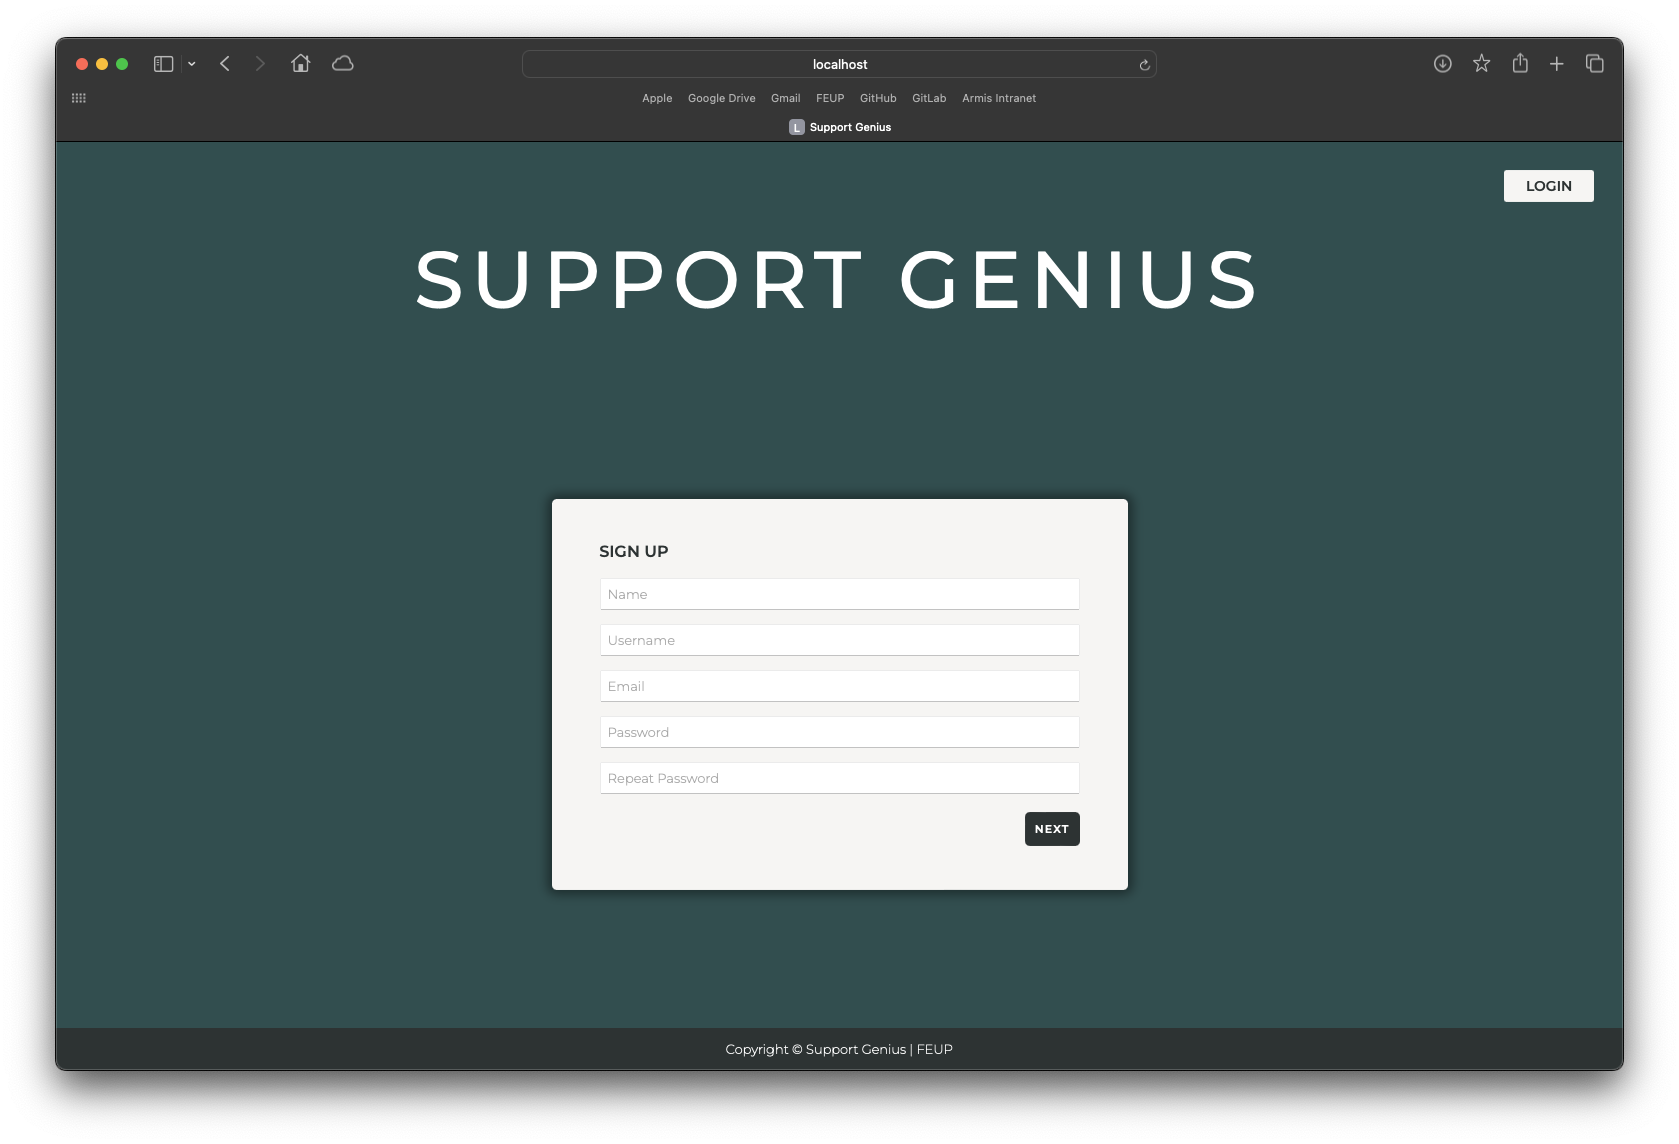 localhost
Apple Google Drive Gmail FEUP GitHub GitLab Armis Intranet
L Support Genius
LOGIN
SUPPORT GENIUS
SIGN UP
Name
Username
Email
Password
Repeat Password
NEXT
Copyright © Support Genius | FEUP